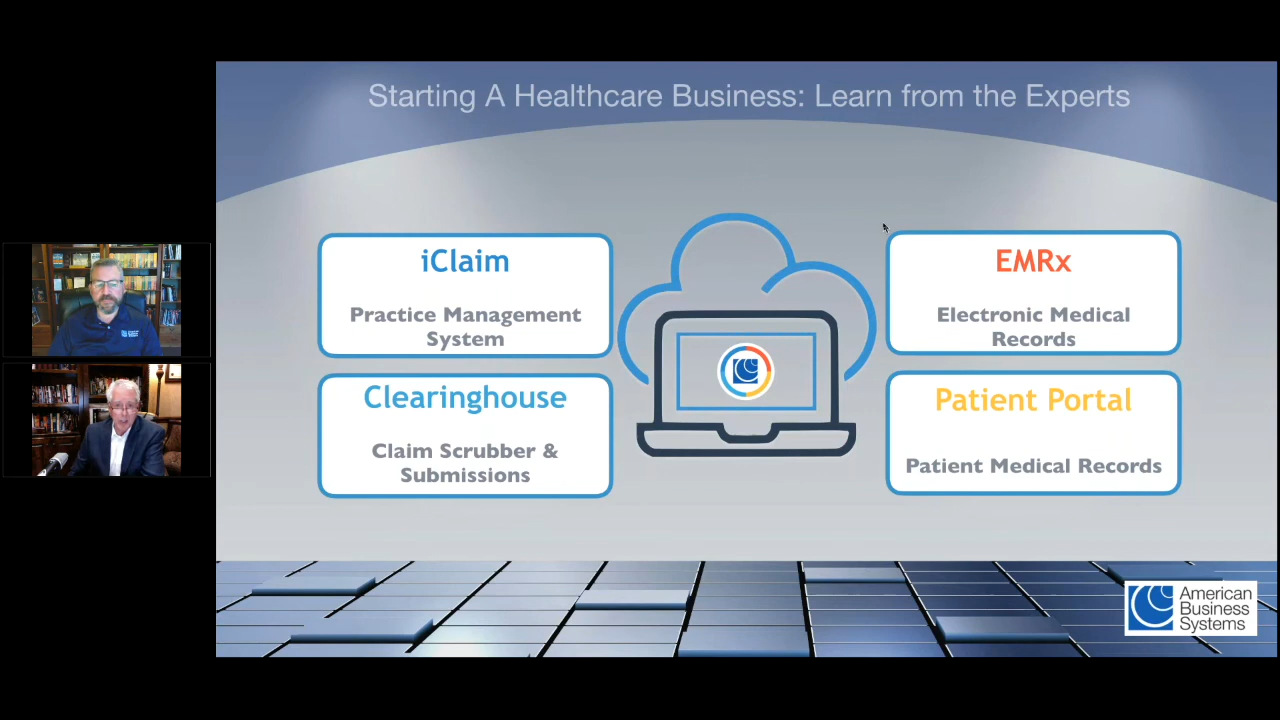 Starting A Healthcare Business: Learn from the Experts
iClaim
Practice Management
System
Clearinghouse
Claim Scrubber &
Submissions
EMRx
Electronic Medical
Records
Patient Portal
Patient Medical Records
American
Business
Systems